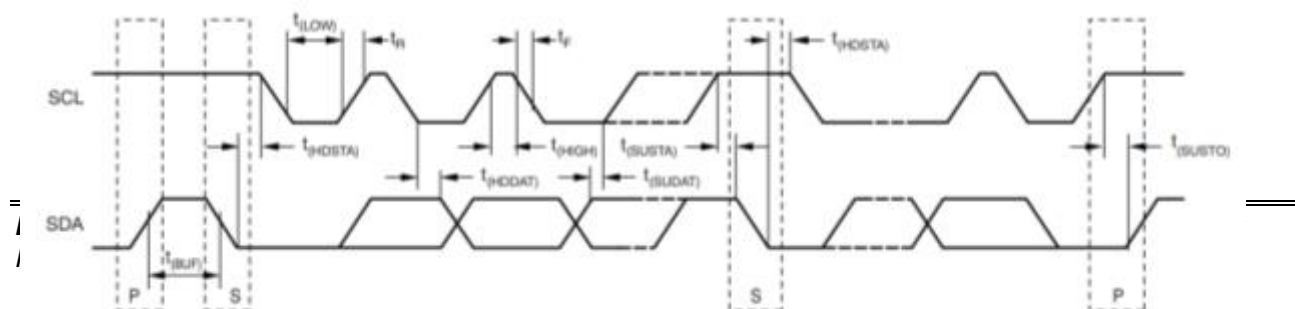 t(LOW) tR tF t(HDSTA)
SCL
t(HDSTA) t(HIGH) t(SUSTA) t(SUSTO)
t(HDDAT) t(SUDAT)
SDA
t(BUF)
P S S P